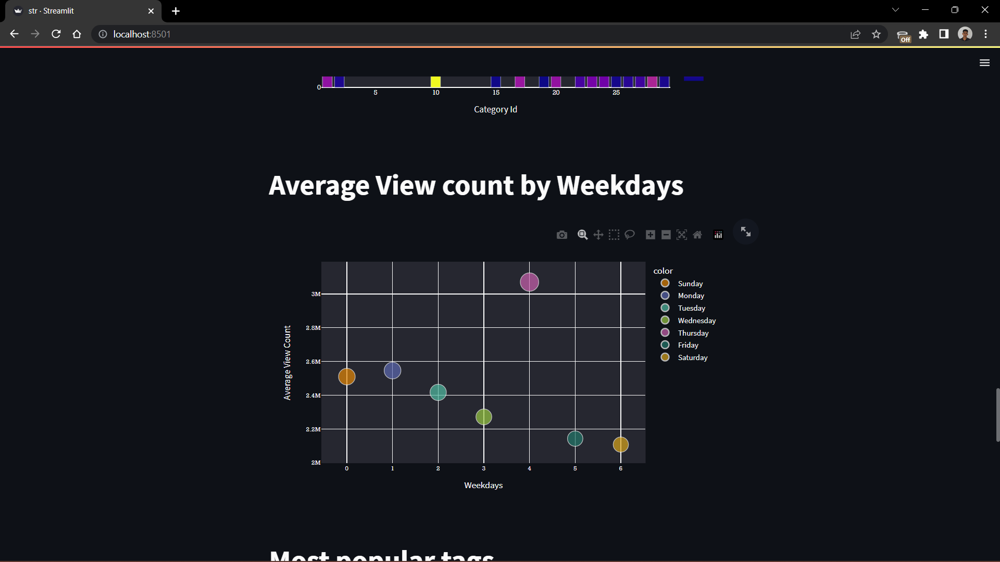 str · Streamlit
localhost:8501
Off
0
5 10 15 20 25
Category Id
Average View count by Weekdays
color
Sunday
Monday
Tuesday
Wednesday
Thursday
Friday
Saturday
3M
2.8M
2.6M
2.4M
2.2M
2M
Average View Count
0 1 2 3 4 5 6
Weekdays
Most popular tags